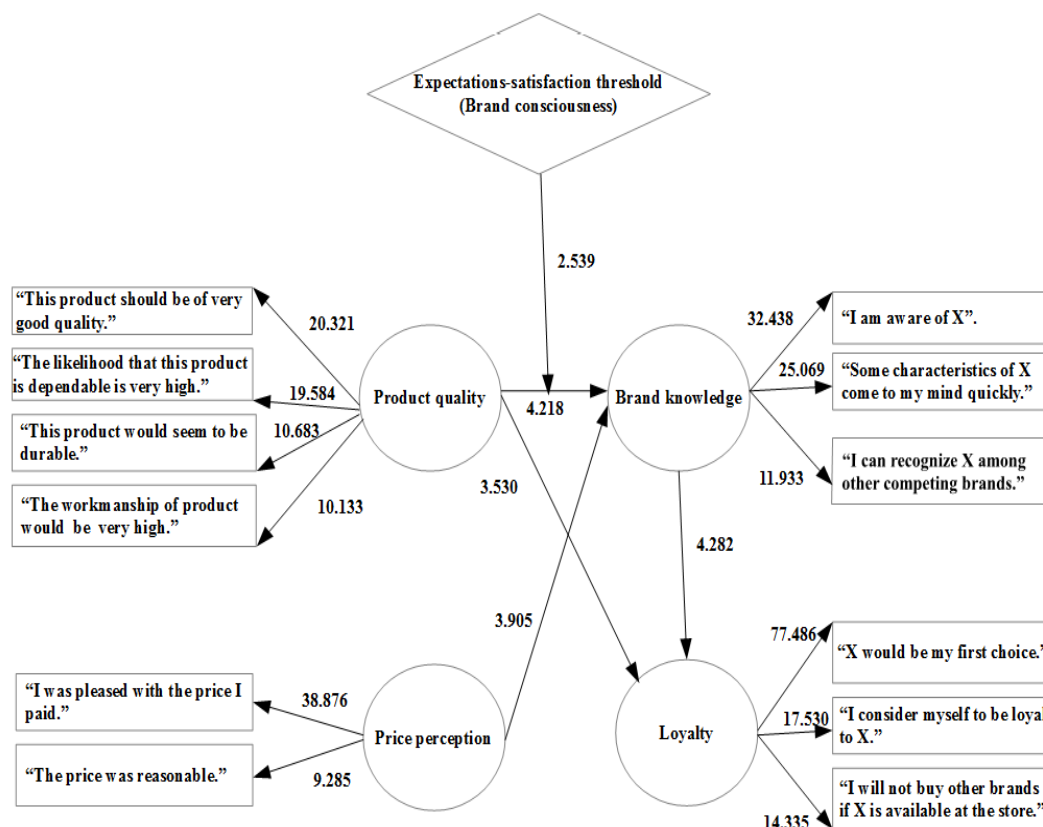 Expectations-satisfaction threshold
(Brand consciousness)
2.539
“This product should be of very
good quality.”
20.321
“The likelihood that this product
is dependable is very high.”
19.584
“This product would seem to be
durable.”
10.683
“The workmanship of product
would be very high.”
10.133
Product quality
4.218
Brand knowledge
32.438
“I am aware of X”.
25.069
“Some characteristics of X
come to my mind quickly.”
11.933
“I can recognize X among
other competing brands.”
3.530
4.282
3.905
“I was pleased with the price I
paid.”
38.876
“The price was reasonable.”
9.285
Price perception
Loyalty
77.486
“X would be my first choice.”
17.530
“I consider myself to be loyal
to X.”
14.335
“I will not buy other brands
if X is available at the store.”